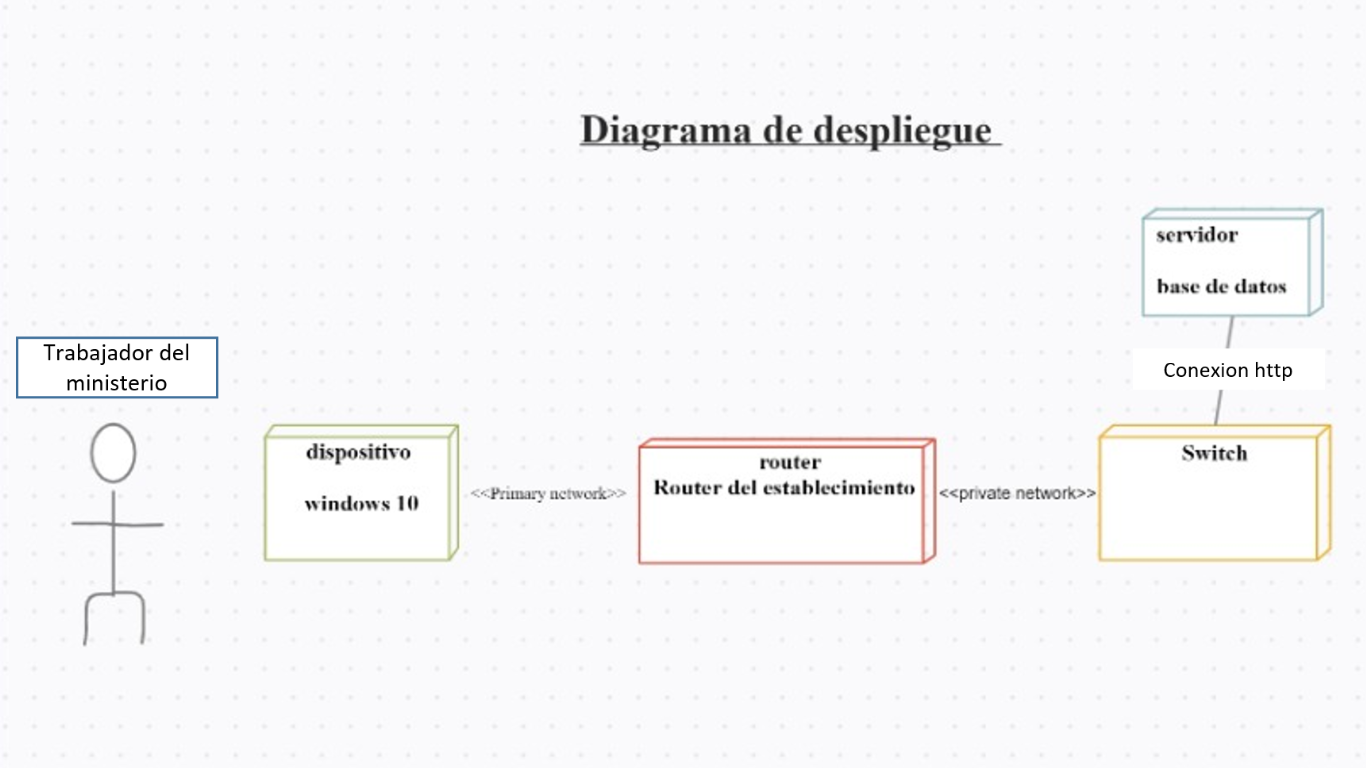 Diagrama de despliegue
servidor
base de datos
Trabajador del
ministerio
Conexion http
dispositivo
windows 10
<<Primary network>>
router
Router del establecimiento
<<private network>>
Switch